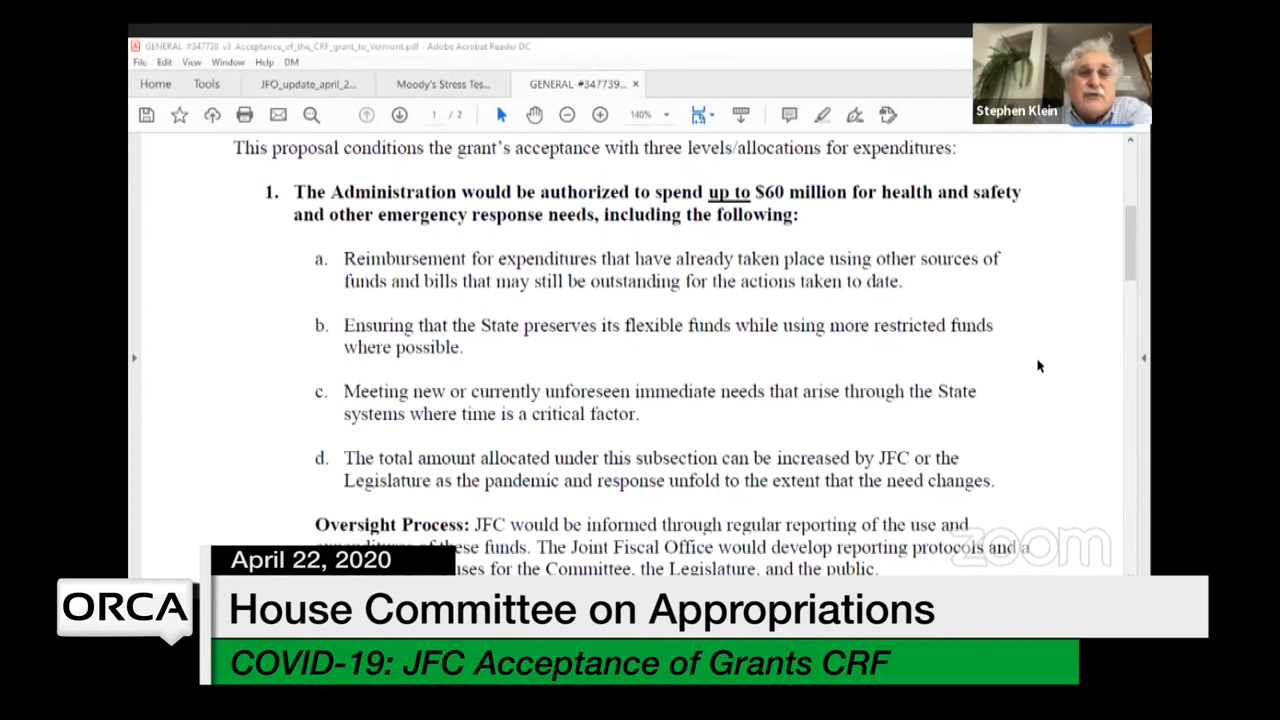 GENERAL #347739 v3 Acceptance_of_the_CRF_grant_to_Vermont.pdf - Adobe Acrobat Reader DC
File Edit View Window Help DM
Home Tools JFO_update_april_2... Moody's Stress Tes... GENERAL-#347739... ×
1 / 2 140%
Stephen Klein
This proposal conditions the grant's acceptance with three levels/allocations for expenditures:
1. The Administration would be authorized to spend up to $60 million for health and safety
and other emergency response needs, including the following:
a. Reimbursement for expenditures that have already taken place using other sources of
funds and bills that may still be outstanding for the actions taken to date.
b. Ensuring that the State preserves its flexible funds while using more restricted funds
where possible.
c. Meeting new or currently unforeseen immediate needs that arise through the State
systems where time is a critical factor.
d. The total amount allocated under this subsection can be increased by JFC or the
Legislature as the pandemic and response unfold to the extent that the need changes.
Oversight Process: JFC would be informed through regular reporting of the use and
these funds. The Joint Fiscal Office would develop reporting protocols and a
uses for the Committee, the Legislature, and the public.
zoom
April 22, 2020
ORCA
House Committee on Appropriations
COVID-19: JFC Acceptance of Grants CRF